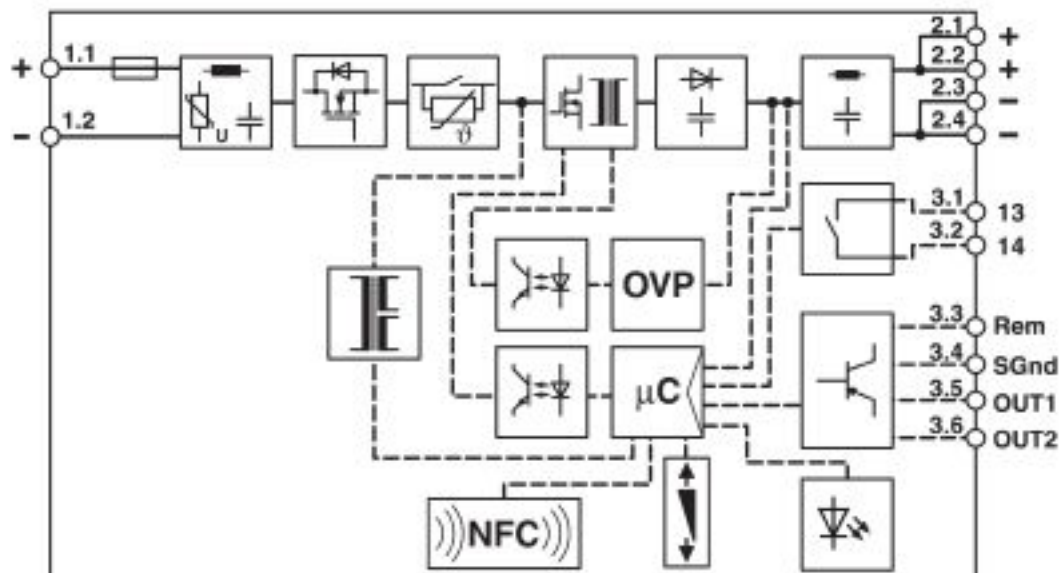 2.1 +
+ 1.1
2.2 +
U
ϑ
2.3 −
− 1.2
2.4 −
3.1 13
3.2 14
OVP
3.3 Rem
3.4 SGnd
μC
3.5 OUT1
3.6 OUT2
NFC